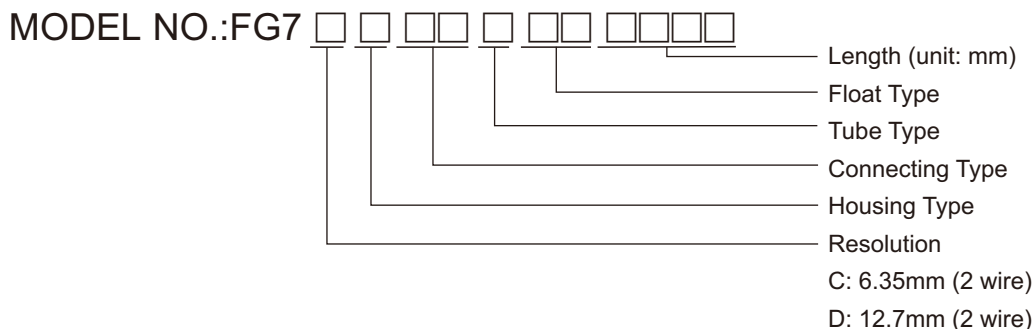 MODEL NO.:FG7 □ □ □□ □ □□ □□□□
Length (unit: mm)
Float Type
Tube Type
Connecting Type
Housing Type
Resolution
C: 6.35mm (2 wire)
D: 12.7mm (2 wire)